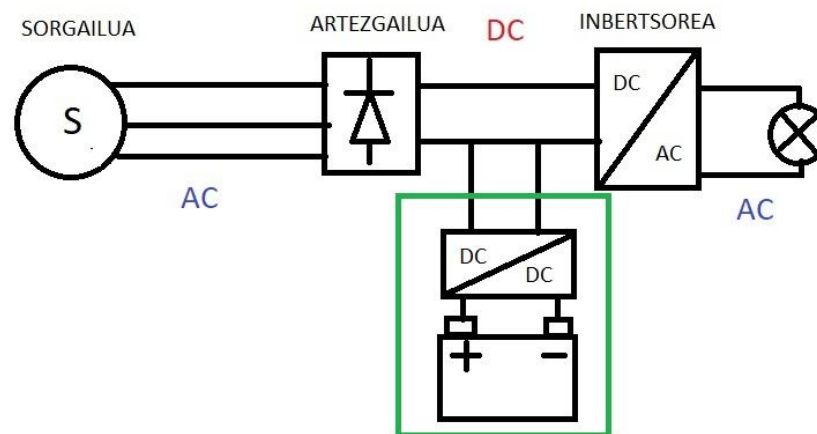 SORGAILUA
ARTEZGAILUA
DC
INBERTSOREA
S
DC
AC
AC
AC
DC
DC
+
−